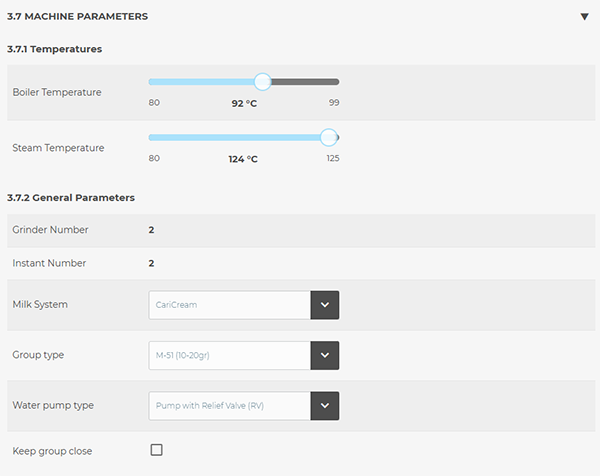 3.7 MACHINE PARAMETERS
3.7.1 Temperatures
Boiler Temperature
80 92 °C 99
Steam Temperature
80 124 °C 125
3.7.2 General Parameters
Grinder Number 2
Instant Number 2
Milk System CariCream
Group type M-51 (10-20gr)
Water pump type Pump with Relief Valve (RV)
Keep group close